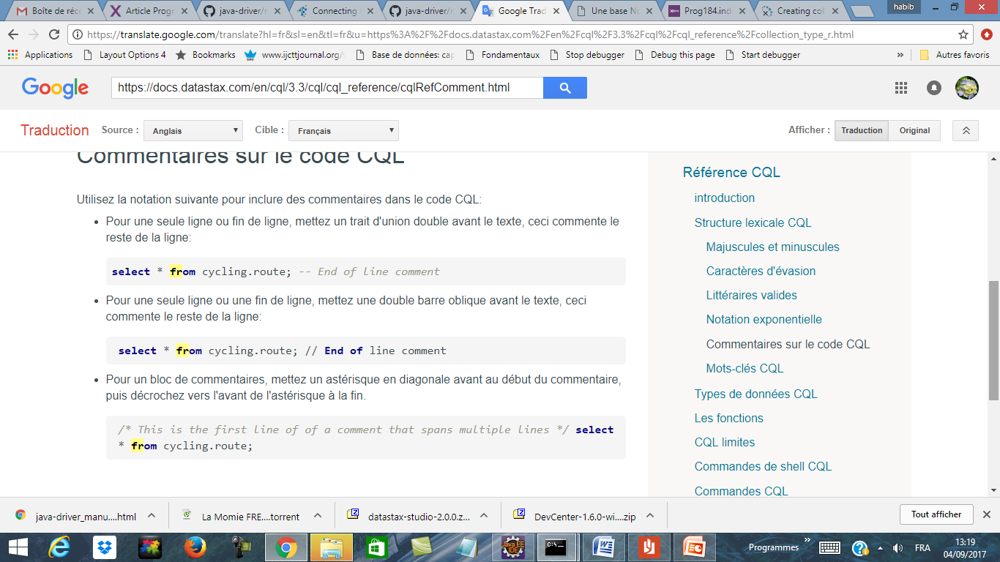 Boîte de réce
Article Progr
java-driver/m
Connecting
java-driver/m
Google Trad
Une base No
Prog184.inde
Creating coll
habib
https://translate.google.com/translate?hl=fr&sl=en&tl=fr&u=https%3A%2F%2Fdocs.datastax.com%2Fen%2Fcql%2F3.3%2Fcql%2Fcql_reference%2Fcollection_type_r.html
Applications
Layout Options 4
Bookmarks
www.ijcttjournal.org/
Base de données: cap
Fondamentaux
Stop debugger
Debug this page
Start debugger
»
Autres favoris
Google
https://docs.datastax.com/en/cql/3.3/cql/cql_reference/cqlRefComment.html
Traduction
Source :
Anglais
Cible :
Français
Afficher :
Traduction
Original
Commentaires sur le code CQL
Utilisez la notation suivante pour inclure des commentaires dans le code CQL:
• Pour une seule ligne ou fin de ligne, mettez un trait d'union double avant le texte, ceci commente le
reste de la ligne:
select * from cycling.route; -- End of line comment
• Pour une seule ligne ou une fin de ligne, mettez une double barre oblique avant le texte, ceci
commente le reste de la ligne:
select * from cycling.route; // End of line comment
• Pour un bloc de commentaires, mettez un astérisque en diagonale avant au début du commentaire,
puis décrochez vers l'avant de l'astérisque à la fin.
/* This is the first line of of a comment that spans multiple lines */ select
* from cycling.route;
Référence CQL
introduction
Structure lexicale CQL
Majuscules et minuscules
Caractères d'évasion
Littéraires valides
Notation exponentielle
Commentaires sur le code CQL
Mots-clés CQL
Types de données CQL
Les fonctions
CQL limites
Commandes de shell CQL
Commandes CQL
java-driver_manu....html
La Momie FRE....torrent
datastax-studio-2.0.0.z...
DevCenter-1.6.0-wi....zip
Tout afficher
Java EE
IDE
C:\.
Programmes
»
FRA
13:19
04/09/2017